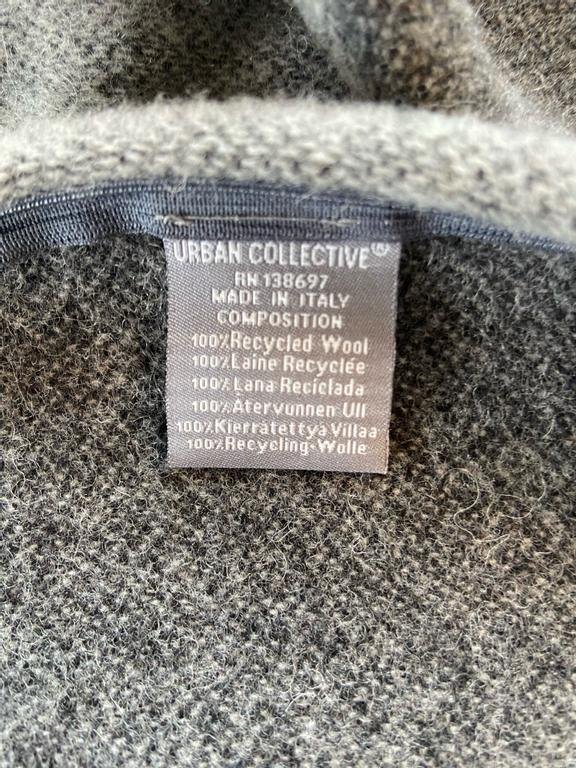 URBAN COLLECTIVE®
RN 138697
MADE IN ITALY
COMPOSITION
100%Recycled Wool
100%Laine Recyclée
100%Lana Reciclada
100%Återvunnen Ull
100%Kierrätettyä Villaa
100%Recycling-Wolle